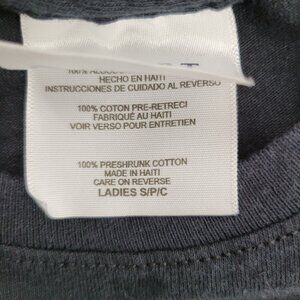 HECHO EN HAITI
INSTRUCCIONES DE CUIDADO AL REVERSO
100% COTON PRE-RETRECI
FABRIQUÉ AU HAITI
VOIR VERSO POUR ENTRETIEN
100% PRESHRUNK COTTON
MADE IN HAITI
CARE ON REVERSE
LADIES S/P/C